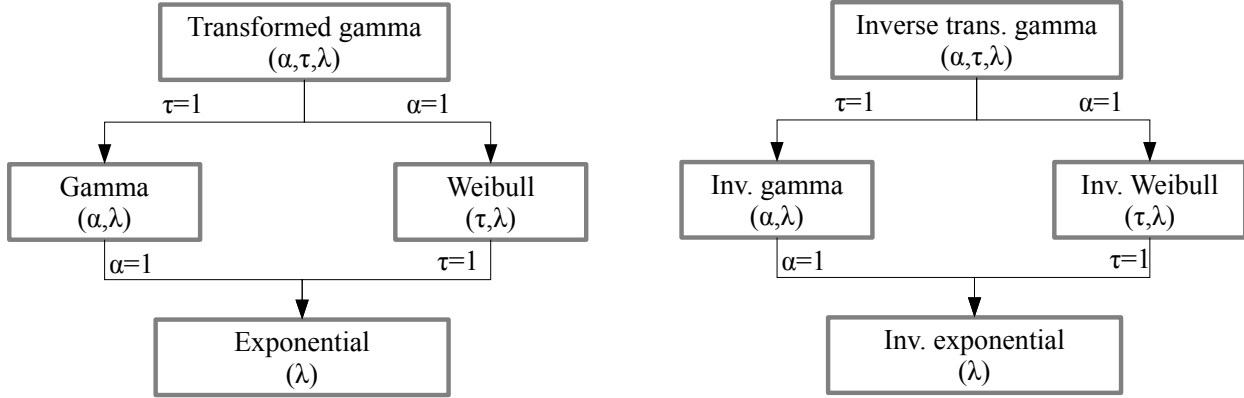 Transformed gamma
(α,τ,λ)
τ=1
α=1
Gamma
(α,λ)
Weibull
(τ,λ)
α=1
τ=1
Exponential
(λ)
Inverse trans. gamma
(α,τ,λ)
τ=1
α=1
Inv. gamma
(α,λ)
Inv. Weibull
(τ,λ)
α=1
τ=1
Inv. exponential
(λ)